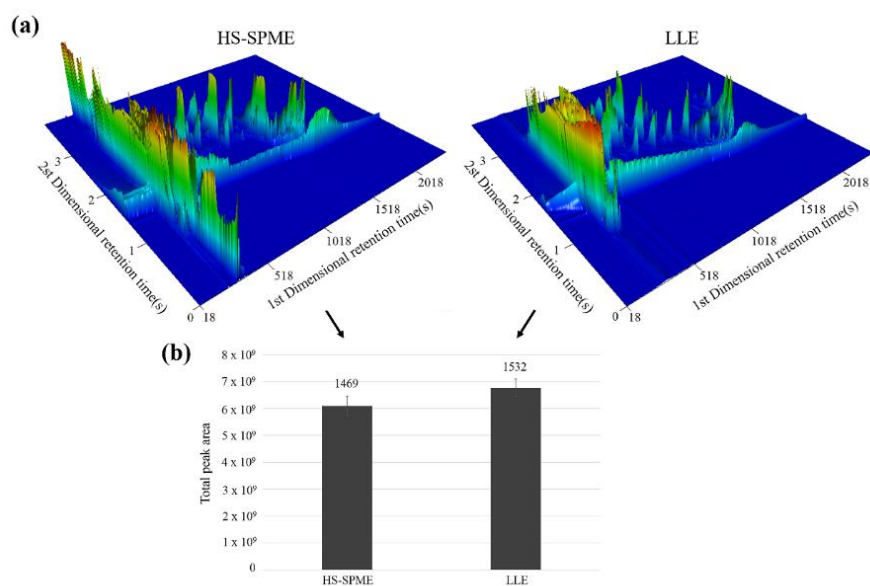 (a)
HS-SPME
LLE
3
2
1
0
2st Dimensional retention time(s)
18
518
1018
1518
2018
1st Dimensional retention time(s)
3
2
1
0
2st Dimensional retention time(s)
18
518
1018
1518
2018
1st Dimensional retention time(s)
(b)
8 x 10⁹
7 x 10⁹
6 x 10⁹
5 x 10⁹
4 x 10⁹
3 x 10⁹
2 x 10⁹
1 x 10⁹
0
Total peak area
1469
1532
HS-SPME
LLE